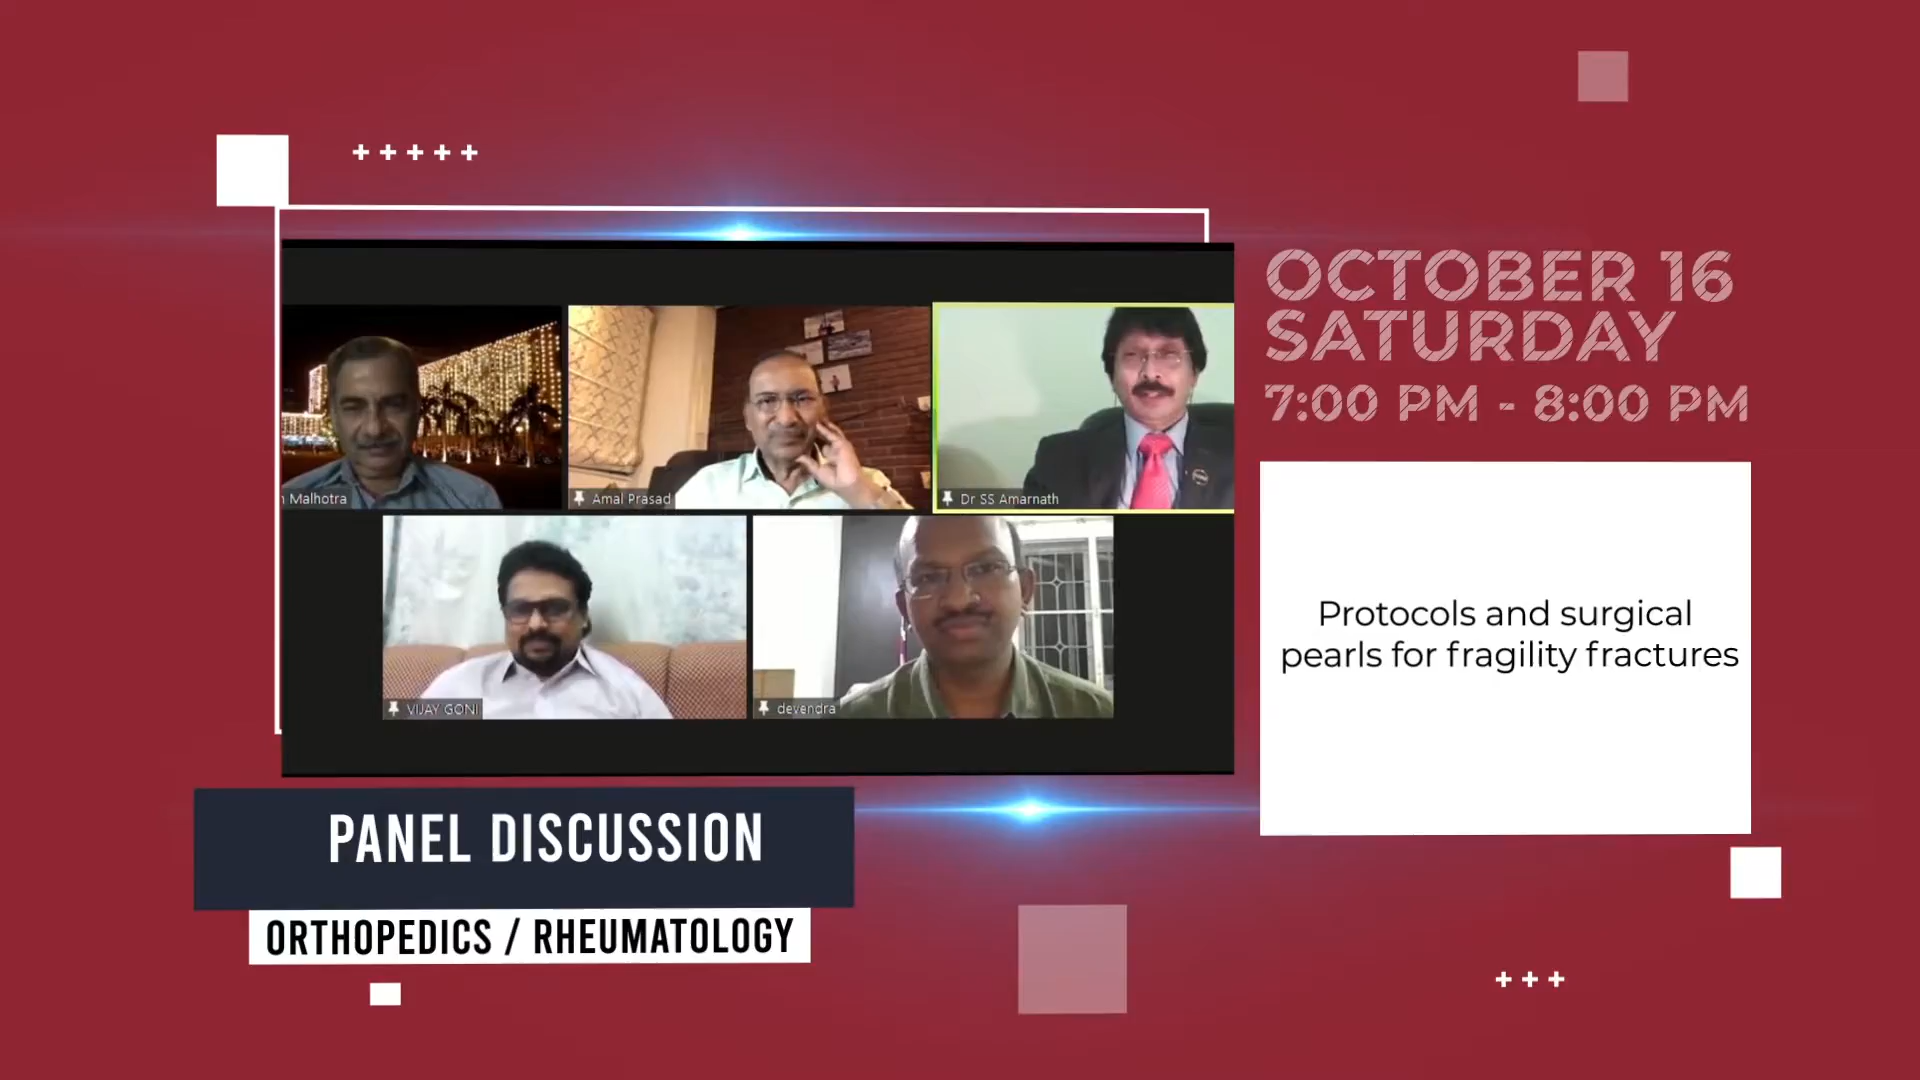 OCTOBER 16
SATURDAY
7:00 PM - 8:00 PM
Malhotra
Amal Prasad
Dr SS Amarnath
VIJAY GONI
devendra
Protocols and surgical
pearls for fragility fractures
PANEL DISCUSSION
ORTHOPEDICS / RHEUMATOLOGY